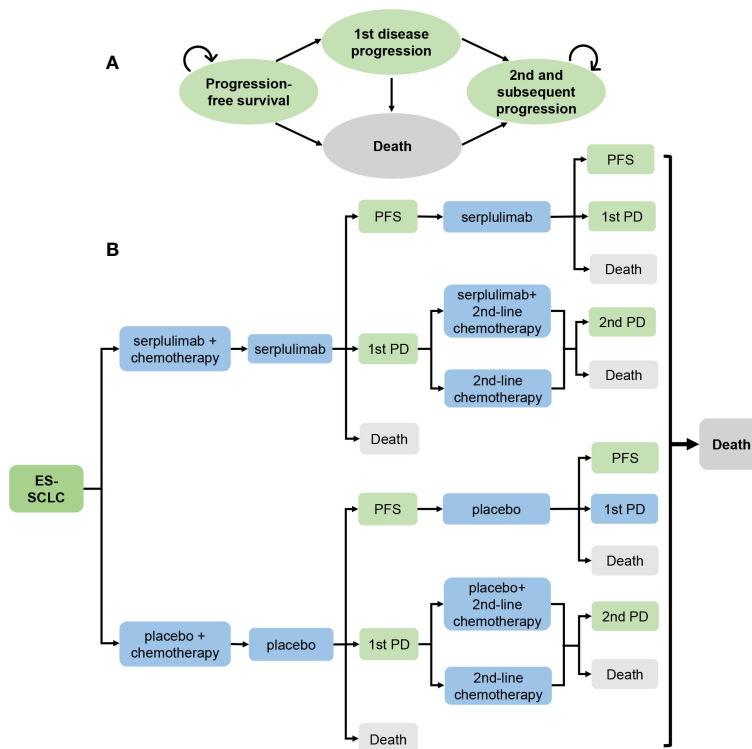 A
Progression-
free survival
1st disease
progression
2nd and
subsequent
progression
Death
B
ES-
SCLC
serplulimab +
chemotherapy
serplulimab
PFS
serplulimab
PFS
1st PD
Death
1st PD
serplulimab+
2nd-line
chemotherapy
2nd-line
chemotherapy
2nd PD
Death
Death
placebo +
chemotherapy
placebo
PFS
placebo
PFS
1st PD
Death
1st PD
placebo+
2nd-line
chemotherapy
2nd-line
chemotherapy
2nd PD
Death
Death
Death